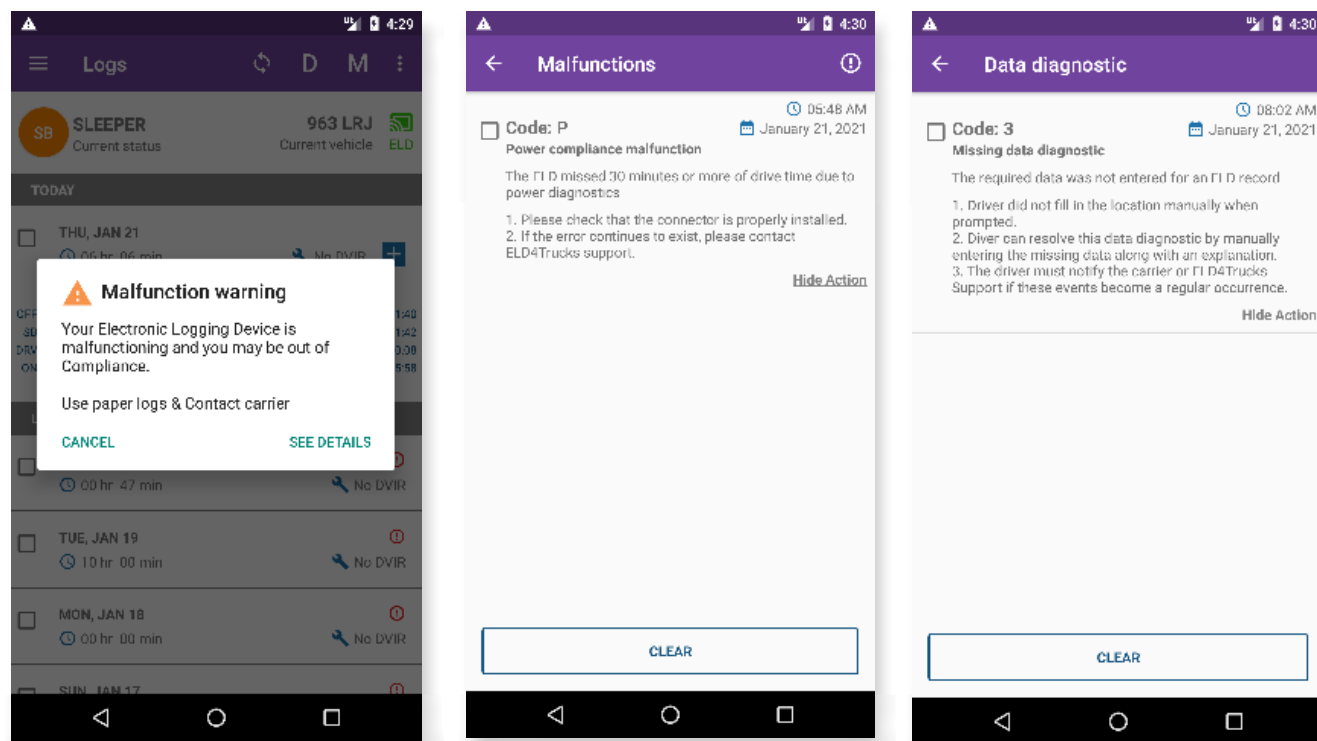 4:29
Logs
D M
SB
SLEEPER
Current status
963 LRJ
Current vehicle
ELD
TODAY
THU, JAN 21
06 hr 06 min
No DVIR
Malfunction warning
Your Electronic Logging Device is
malfunctioning and you may be out of
Compliance.
Use paper logs & Contact carrier
CANCEL
SEE DETAILS
00 hr 47 min
No DVIR
TUE, JAN 19
10 hr 00 min
No DVIR
MON, JAN 18
00 hr 00 min
No DVIR
SUN, JAN 17
4:30
Malfunctions
05:48 AM
Code: P
January 21, 2021
Power compliance malfunction
The ELD missed 30 minutes or more of drive time due to
power diagnostics
1. Please check that the connector is properly installed.
2. If the error continues to exist, please contact
ELD4Trucks support.
Hide Action
CLEAR
4:30
Data diagnostic
08:02 AM
Code: 3
January 21, 2021
Missing data diagnostic
The required data was not entered for an ELD record
1. Driver did not fill in the location manually when
prompted.
2. Diver can resolve this data diagnostic by manually
entering the missing data along with an explanation.
3. The driver must notify the carrier or ELD4Trucks
Support if these events become a regular occurrence.
Hide Action
CLEAR